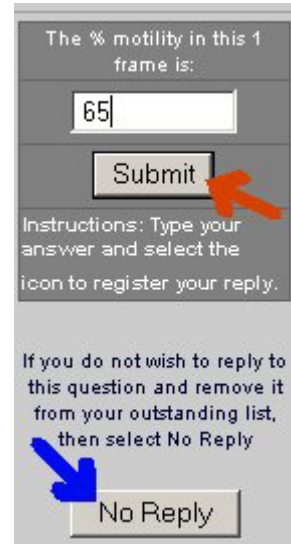 The % motility in this 1
frame is:
65
Submit
Instructions: Type your
answer and select the
icon to register your reply.
If you do not wish to reply to
this question and remove it
from your outstanding list,
then select No Reply
No Reply